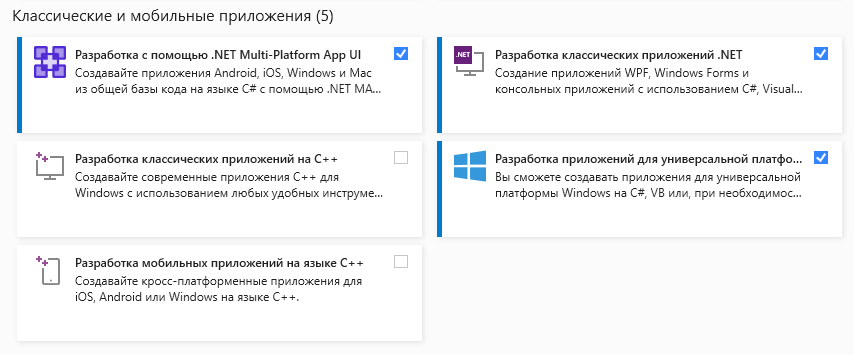 Классические и мобильные приложения (5)
Разработка с помощью .NET Multi-Platform App UI
Создавайте приложения Android, iOS, Windows и Mac
из общей базы кода на языке C# с помощью .NET MA...
.NET
Разработка классических приложений .NET
Создание приложений WPF, Windows Forms и
консольных приложений с использованием C#, Visual...
Разработка классических приложений на C++
Создавайте современные приложения C++ для
Windows с использованием любых удобных инструме...
Разработка приложений для универсальной платфо...
Вы сможете создавать приложения для универсальной
платформы Windows на C#, VB или, при необходимос...
Разработка мобильных приложений на языке C++
Создавайте кросс-платформенные приложения для
iOS, Android или Windows на языке C++.